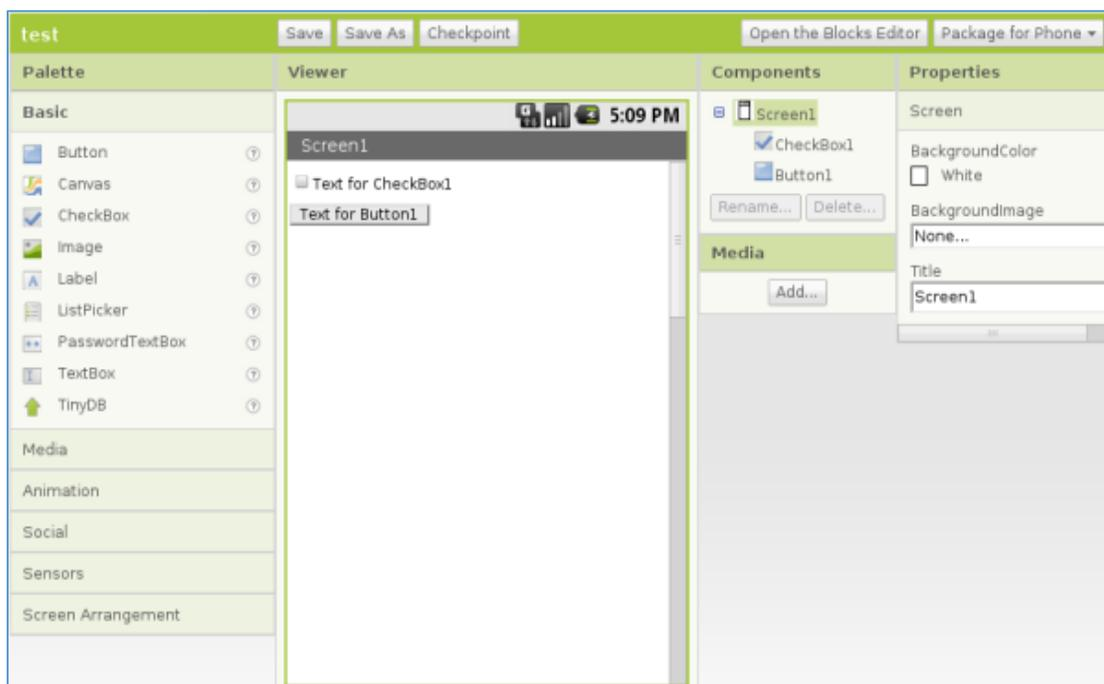 test
Save
Save As
Checkpoint
Open the Blocks Editor
Package for Phone
Palette
Basic
Button
Canvas
CheckBox
Image
Label
ListPicker
PasswordTextBox
TextBox
TinyDB
Media
Animation
Social
Sensors
Screen Arrangement
Viewer
5:09 PM
Screen1
Text for CheckBox1
Text for Button1
Components
Screen1
CheckBox1
Button1
Rename...
Delete...
Media
Add...
Properties
Screen
BackgroundColor
White
BackgroundImage
None...
Title
Screen1